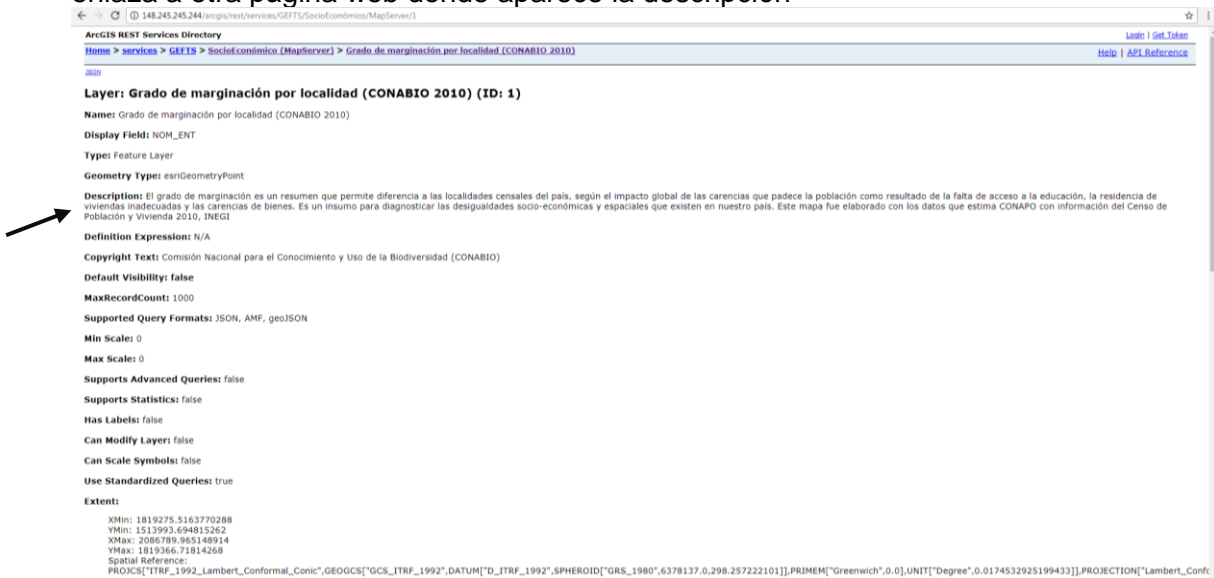 enlaza a otra página web donde aparece la descripción
148.245.245.244/arcgis/rest/services/GEFTS/SocioEconómico/MapServer/1
ArcGIS REST Services Directory
Login | Get Token
Home > services > GEFTS > SocioEconómico (MapServer) > Grado de marginación por localidad (CONABIO 2010)
Help | API Reference
JSON
Layer: Grado de marginación por localidad (CONABIO 2010) (ID: 1)
Name: Grado de marginación por localidad (CONABIO 2010)
Display Field: NOM_ENT
Type: Feature Layer
Geometry Type: esriGeometryPoint
Description: El grado de marginación es un resumen que permite diferencia a las localidades censales del país, según el impacto global de las carencias que padece la población como resultado de la falta de acceso a la educación, la residencia de
viviendas inadecuadas y las carencias de bienes. Es un insumo para diagnosticar las desigualdades socio-económicas y espaciales que existen en nuestro país. Este mapa fue elaborado con los datos que estima CONAPO con información del Censo de
Población y Vivienda 2010, INEGI
Definition Expression: N/A
Copyright Text: Comisión Nacional para el Conocimiento y Uso de la Biodiversidad (CONABIO)
Default Visibility: false
MaxRecordCount: 1000
Supported Query Formats: JSON, AMF, geoJSON
Min Scale: 0
Max Scale: 0
Supports Advanced Queries: false
Supports Statistics: false
Has Labels: false
Can Modify Layer: false
Can Scale Symbols: false
Use Standardized Queries: true
Extent:
XMin: 1819275.5163770288
YMin: 1513993.694815262
XMax: 2086789.965148914
YMax: 1819366.71814268
Spatial Reference:
PROJCS["ITRF_1992_Lambert_Conformal_Conic",GEOGCS["GCS_ITRF_1992",DATUM["D_ITRF_1992",SPHEROID["GRS_1980",6378137.0,298.257222101]],PRIMEM["Greenwich",0.0],UNIT["Degree",0.0174532925199433]],PROJECTION["Lambert_Confo